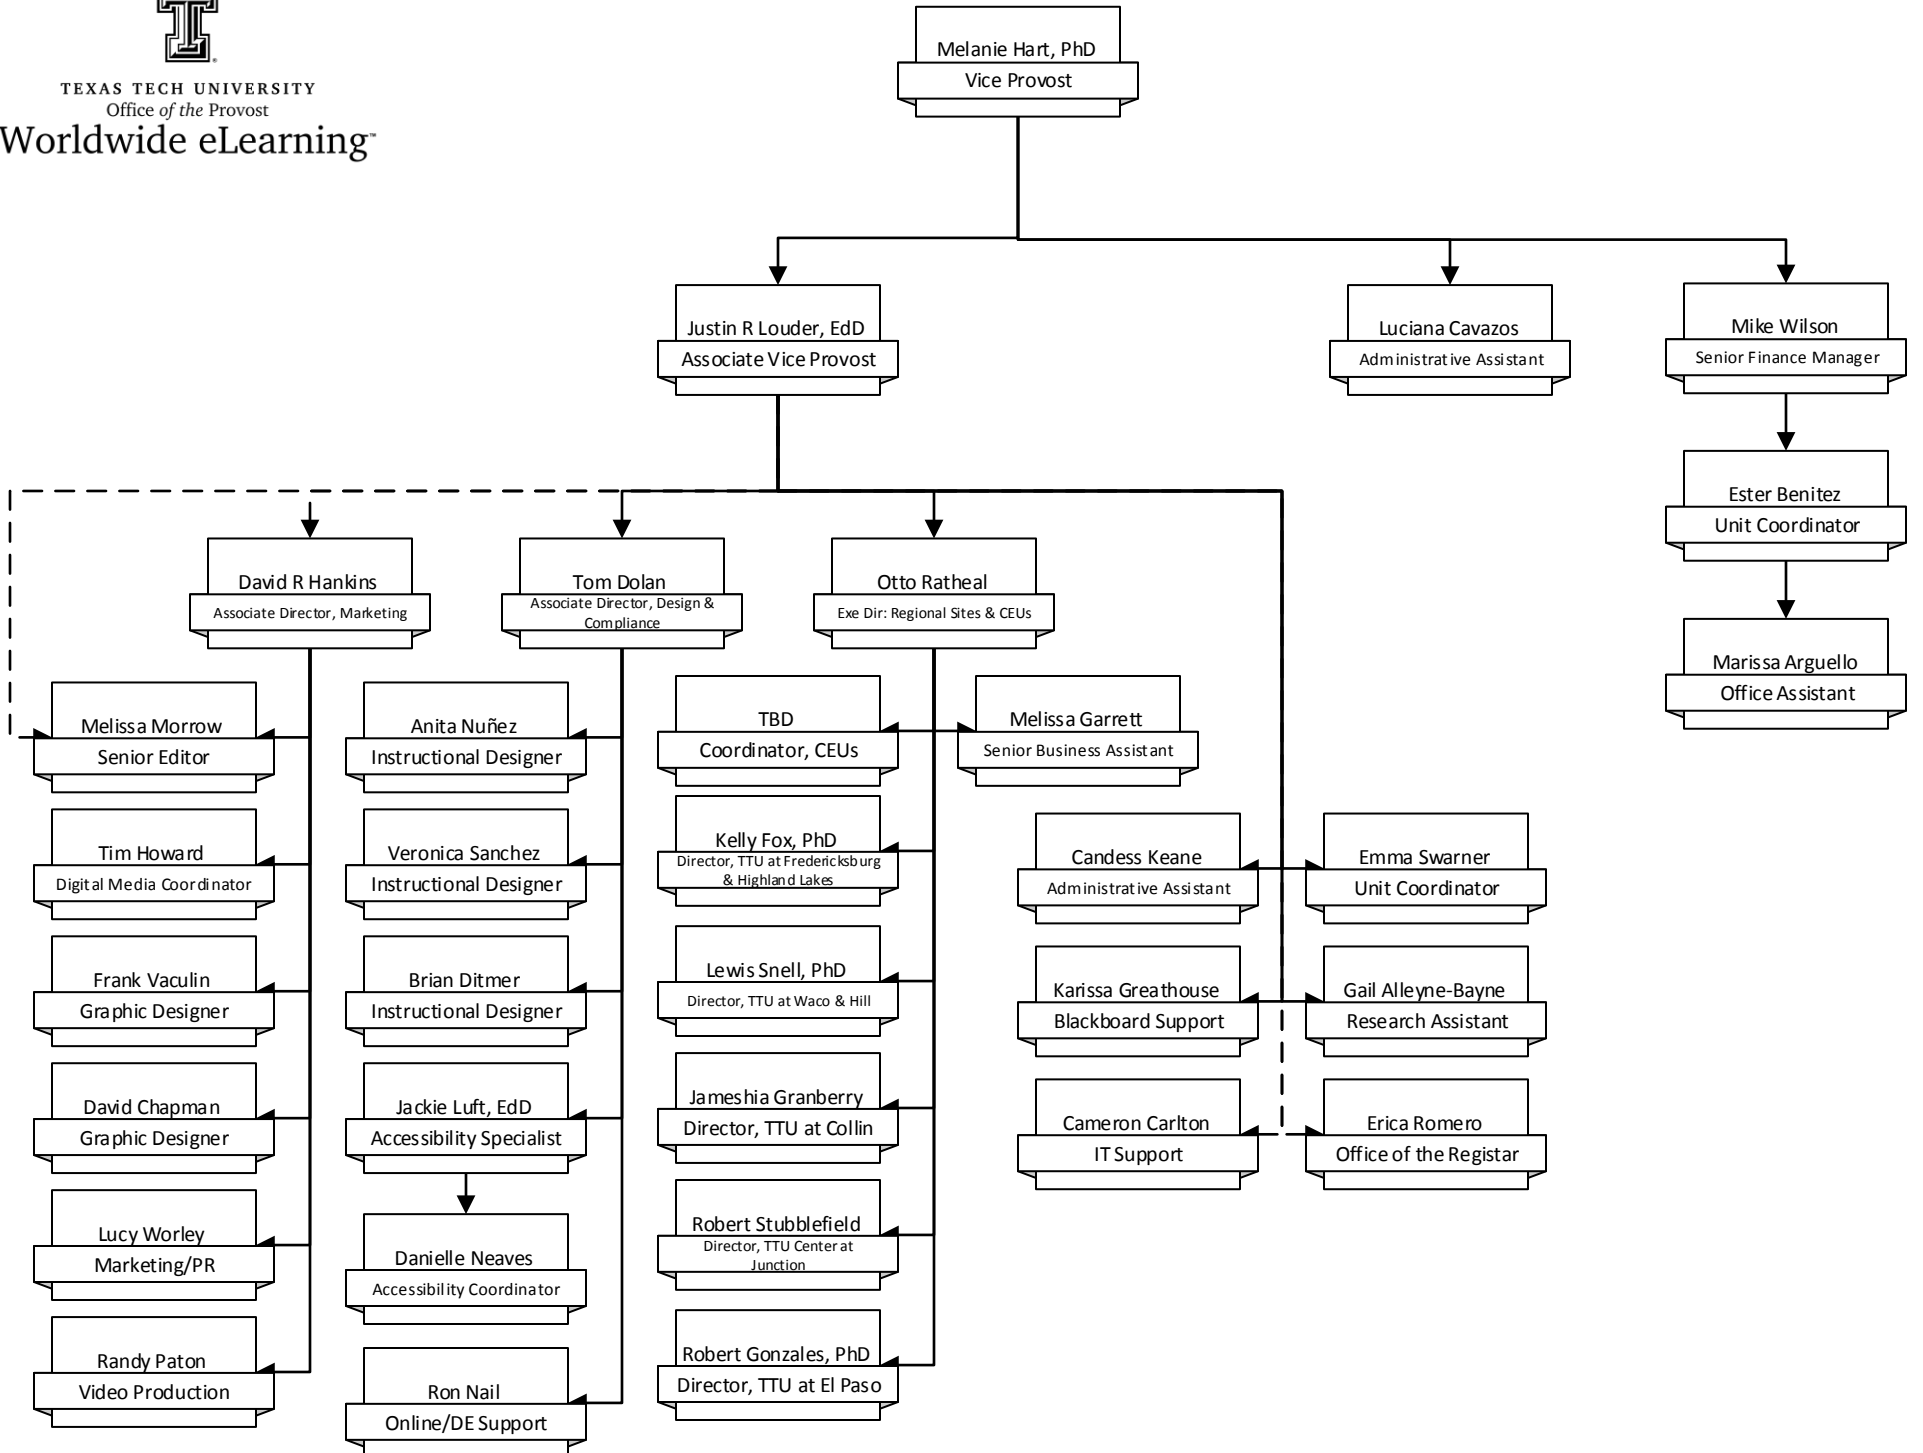 TEXAS TECH UNIVERSITY
Office of the Provost
Worldwide eLearning™
Melanie Hart, PhD
Vice Provost
Justin R Louder, EdD
Associate Vice Provost
Luciana Cavazos
Administrative Assistant
Mike Wilson
Senior Finance Manager
Ester Benitez
Unit Coordinator
Marissa Arguello
Office Assistant
David R Hankins
Associate Director, Marketing
Tom Dolan
Associate Director, Design &
Compliance
Otto Ratheal
Exe Dir: Regional Sites & CEUs
Melissa Morrow
Senior Editor
Tim Howard
Digital Media Coordinator
Frank Vaculin
Graphic Designer
David Chapman
Graphic Designer
Lucy Worley
Marketing/PR
Randy Paton
Video Production
Anita Nuñez
Instructional Designer
Veronica Sanchez
Instructional Designer
Brian Ditmer
Instructional Designer
Jackie Luft, EdD
Accessibility Specialist
Danielle Neaves
Accessibility Coordinator
Ron Nail
Online/DE Support
TBD
Coordinator, CEUs
Melissa Garrett
Senior Business Assistant
Kelly Fox, PhD
Director, TTU at Fredericksburg
& Highland Lakes
Lewis Snell, PhD
Director, TTU at Waco & Hill
Jameshia Granberry
Director, TTU at Collin
Robert Stubblefield
Director, TTU Center at
Junction
Robert Gonzales, PhD
Director, TTU at El Paso
Candess Keane
Administrative Assistant
Emma Swarner
Unit Coordinator
Karissa Greathouse
Blackboard Support
Gail Alleyne-Bayne
Research Assistant
Cameron Carlton
IT Support
Erica Romero
Office of the Registar